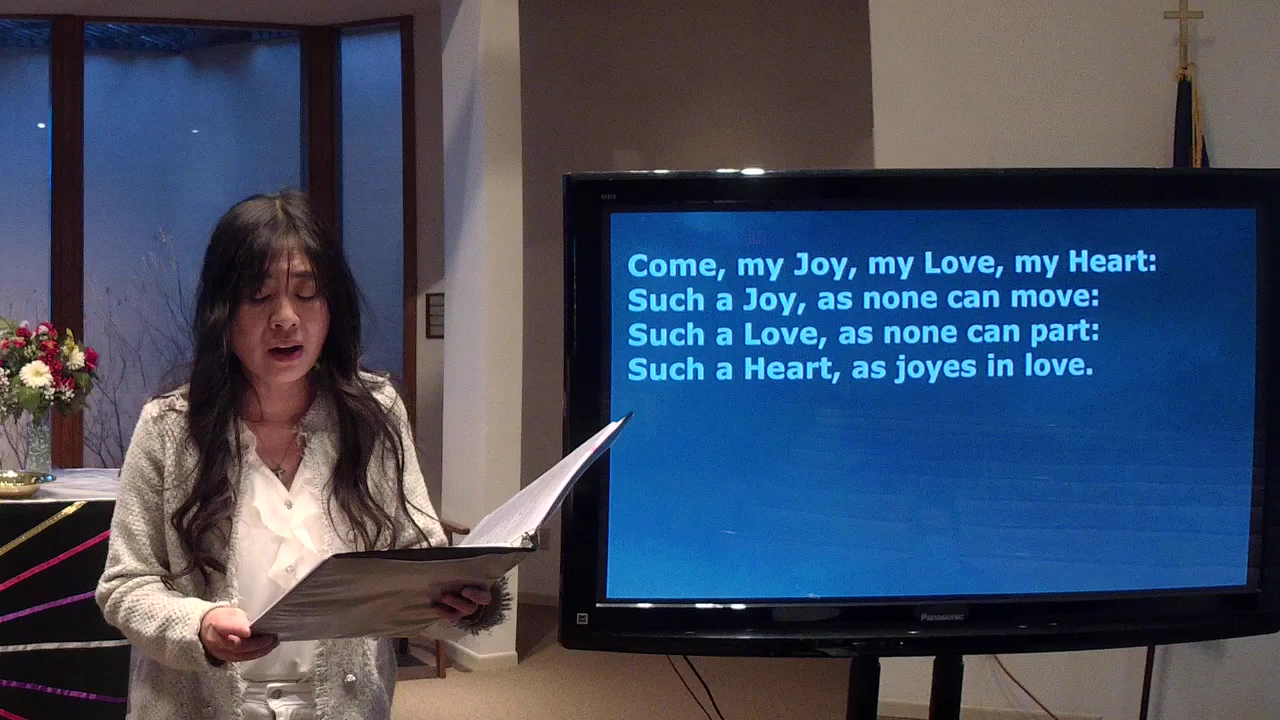 Come, my Joy, my Love, my Heart:
Such a Joy, as none can move:
Such a Love, as none can part:
Such a Heart, as joyes in love.
Panasonic